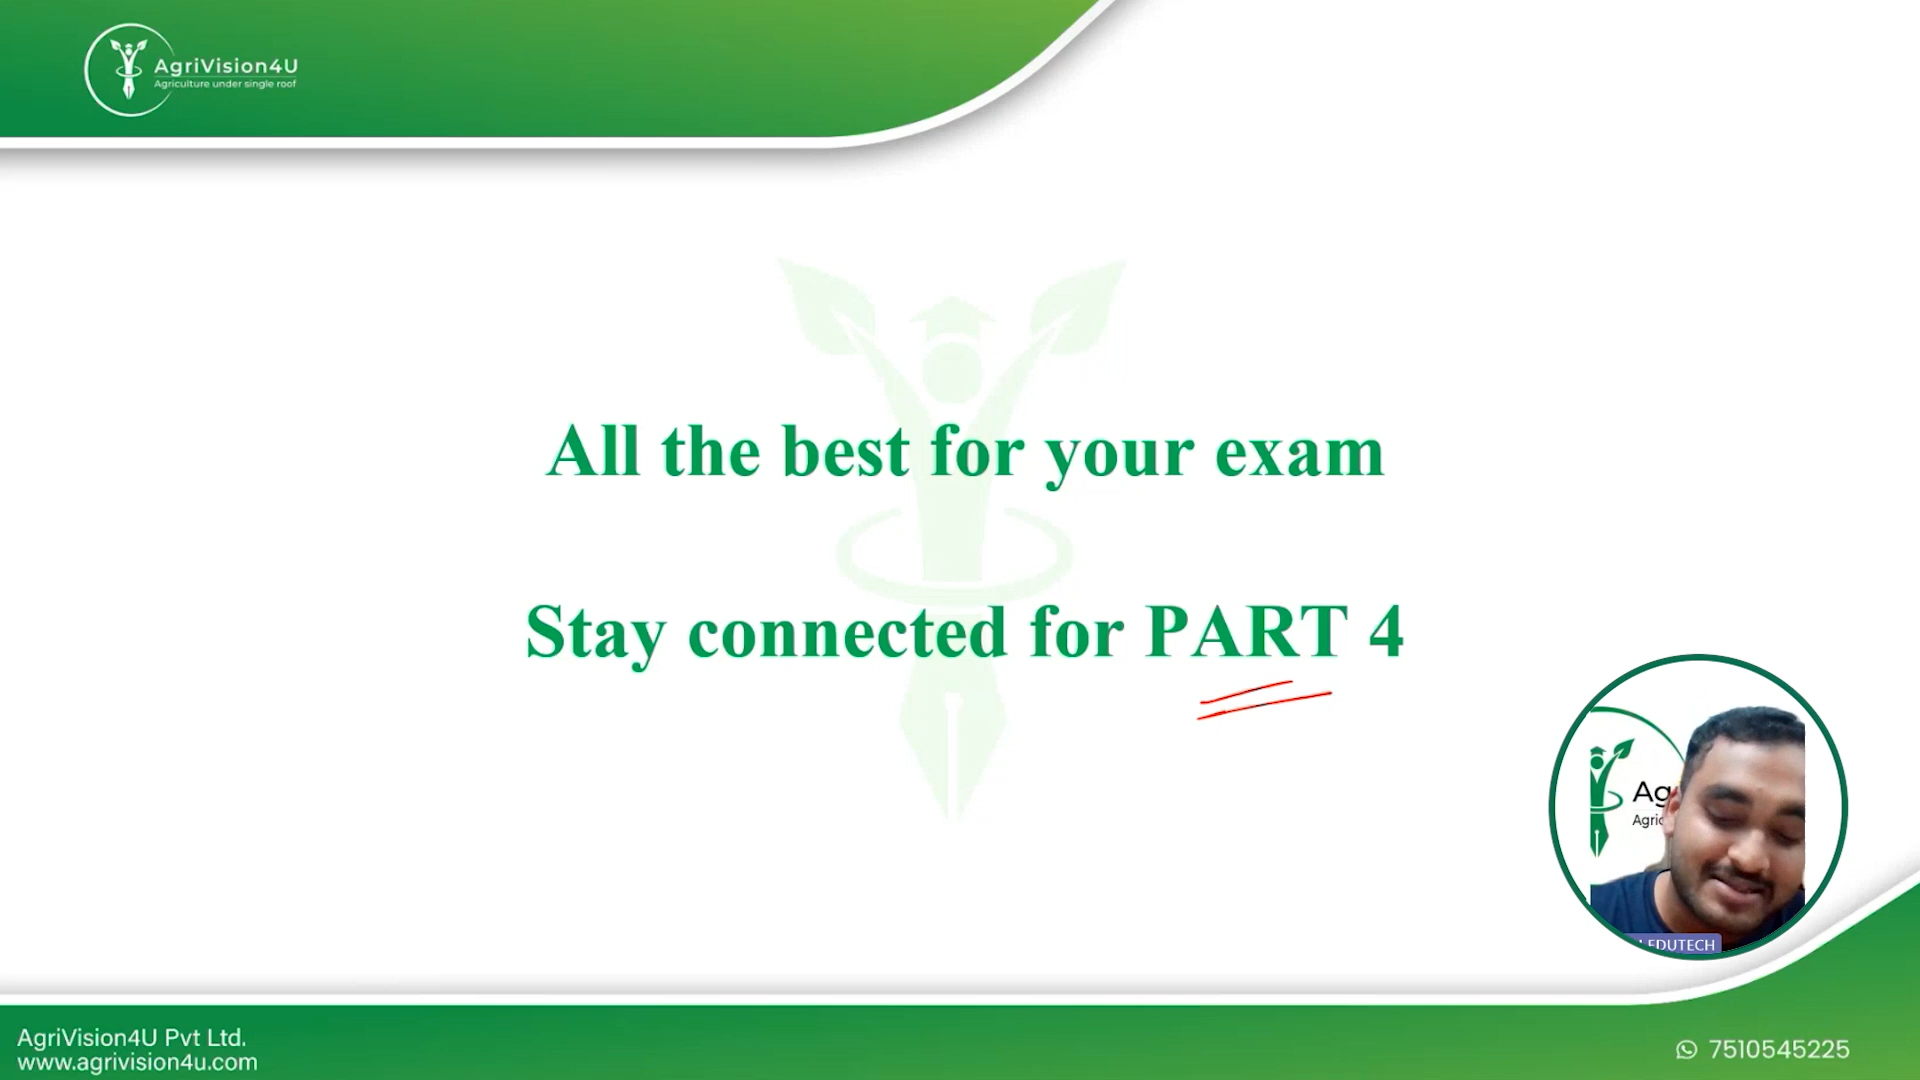 AgriVision4U
Agriculture under single roof
All the best for your exam
Stay connected for PART 4
Ag
Agric
EDUTECH
AgriVision4U Pvt Ltd.
www.agrivision4u.com
7510545225